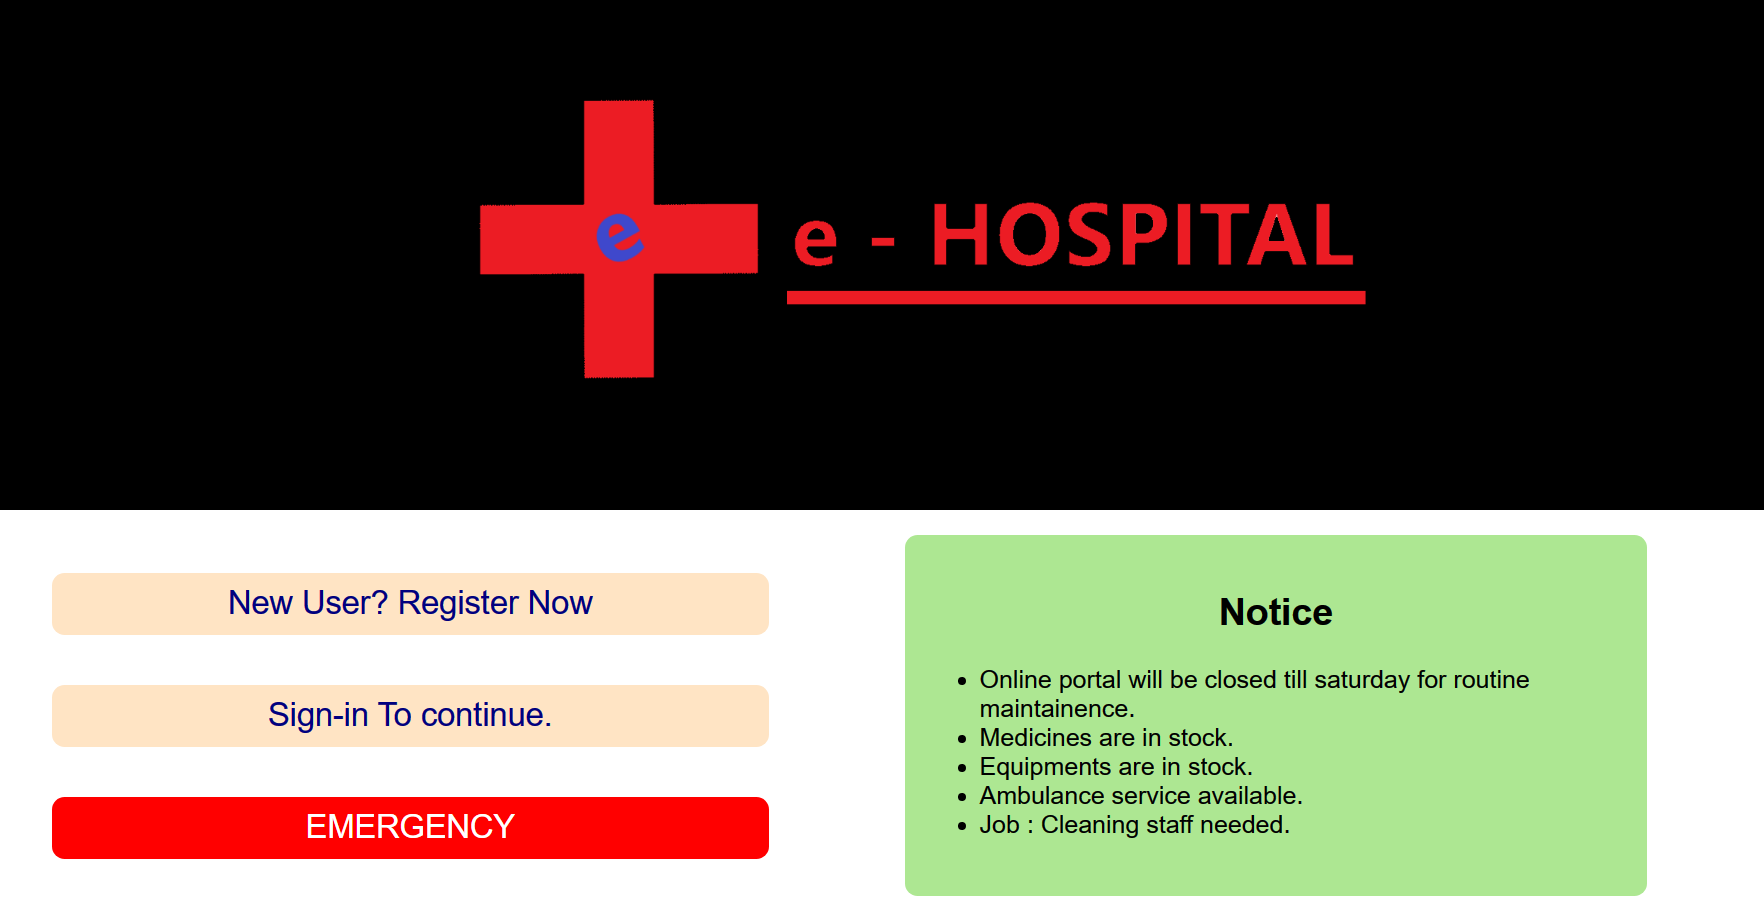 e
e - HOSPITAL
New User? Register Now
Sign-in To continue.
EMERGENCY
Notice
Online portal will be closed till saturday for routine
maintainence.
Medicines are in stock.
Equipments are in stock.
Ambulance service available.
Job : Cleaning staff needed.